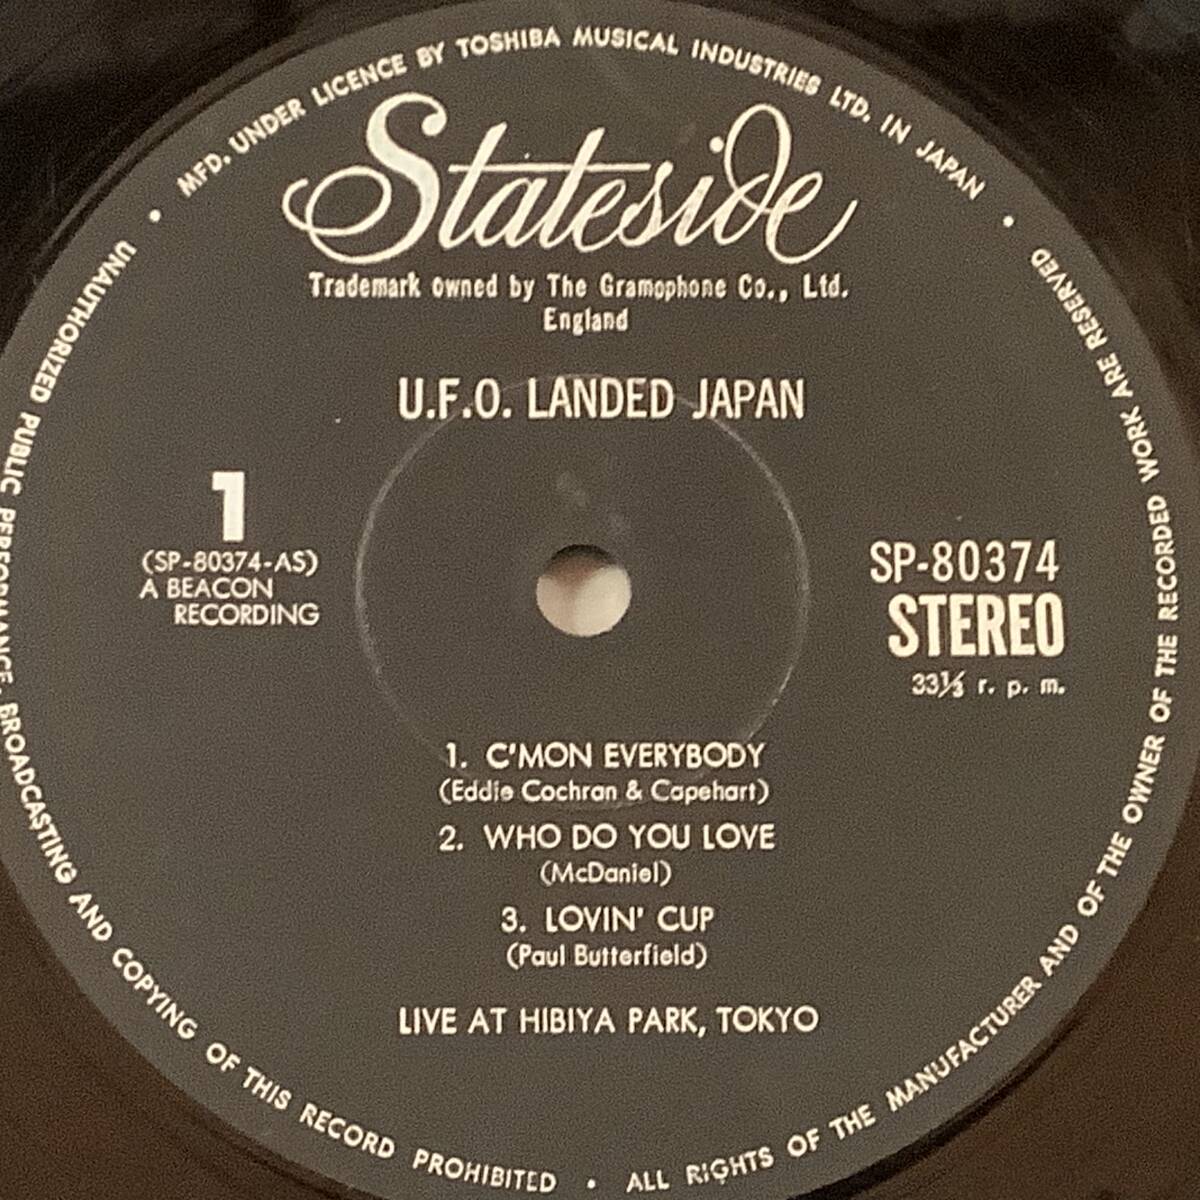 MFD. UNDER LICENCE BY TOSHIBA MUSICAL INDUSTRIES LTD. IN JAPAN
Stateside
Trademark owned by The Gramophone Co., Ltd.
England
U.F.O. LANDED JAPAN
1
(SP-80374-AS)
A BEACON
RECORDING
SP-80374
STEREO
33⅓ r. p. m.
1. C'MON EVERYBODY
(Eddie Cochran & Capehart)
2. WHO DO YOU LOVE
(McDaniel)
3. LOVIN' CUP
(Paul Butterfield)
LIVE AT HIBIYA PARK, TOKYO
UNAUTHORIZED PUBLIC PERFORMANCE, BROADCASTING AND COPYING OF THIS RECORD PROHIBITED • ALL RIGHTS OF THE MANUFACTURER AND OF THE OWNER OF THE RECORDED WORK ARE RESERVED